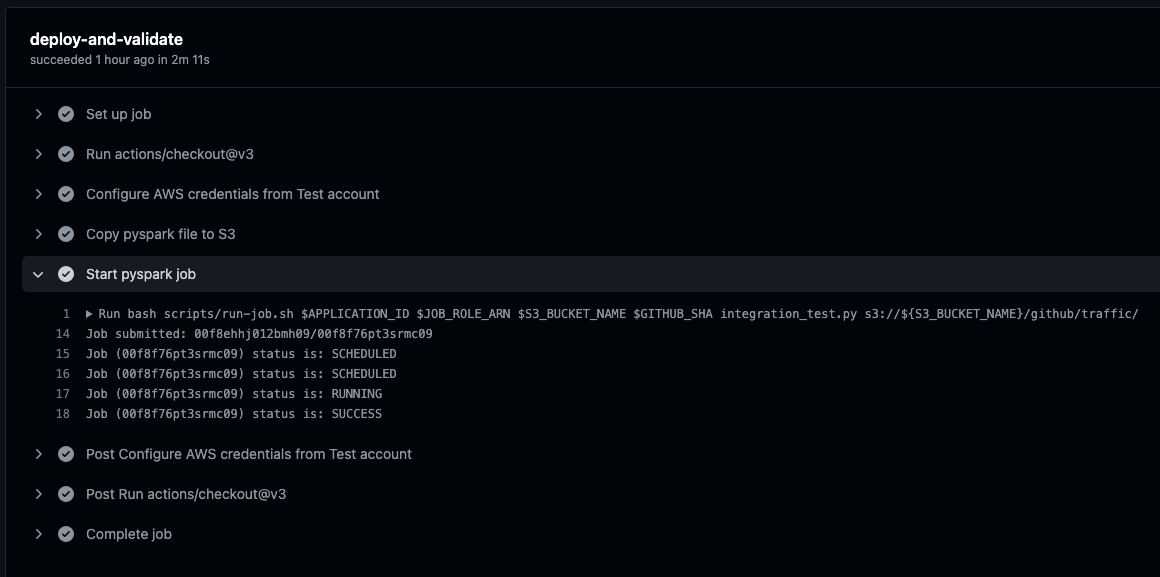 deploy-and-validate
succeeded 1 hour ago in 2m 11s
Set up job
Run actions/checkout@v3
Configure AWS credentials from Test account
Copy pyspark file to S3
Start pyspark job
1 ▶ Run bash scripts/run-job.sh $APPLICATION_ID $JOB_ROLE_ARN $S3_BUCKET_NAME $GITHUB_SHA integration_test.py s3://${S3_BUCKET_NAME}/github/traffic/
14 Job submitted: 00f8ehhj012bmh09/00f8f76pt3srmc09
15 Job (00f8f76pt3srmc09) status is: SCHEDULED
16 Job (00f8f76pt3srmc09) status is: SCHEDULED
17 Job (00f8f76pt3srmc09) status is: RUNNING
18 Job (00f8f76pt3srmc09) status is: SUCCESS
Post Configure AWS credentials from Test account
Post Run actions/checkout@v3
Complete job